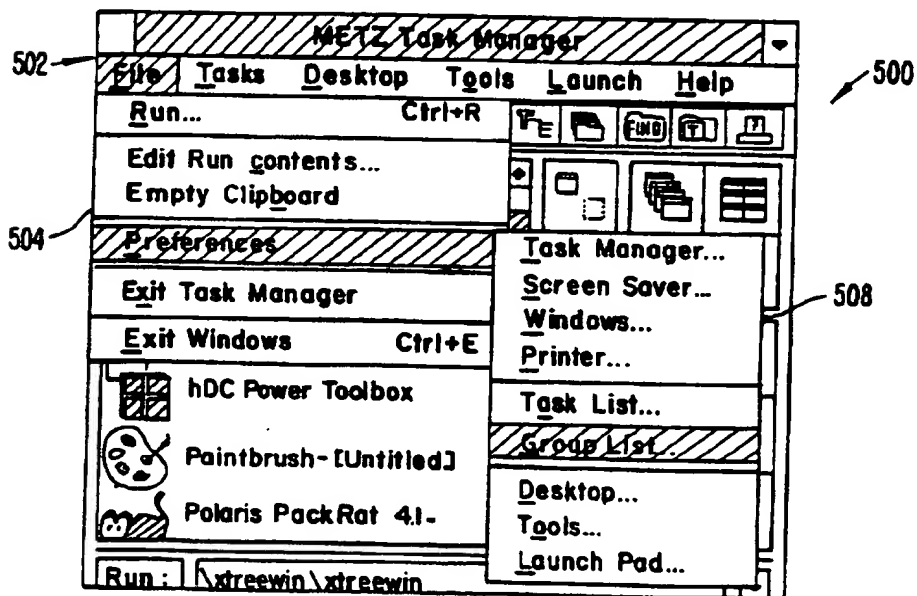 METZ Task Manager
502
File Tasks Desktop Tools Launch Help
500
Run... Ctrl+R
FIND T ?
Edit Run contents...
Empty Clipboard
504
Preferences
Exit Task Manager
Exit Windows Ctrl+E
Task Manager...
Screen Saver...
508
Windows...
Printer...
Task List...
Group List..
Desktop...
Tools...
Launch Pad...
hDC Power Toolbox
Paintbrush-[Untitled]
Polaris PackRat 4.1-
Run: \xtreewin\xtreewin